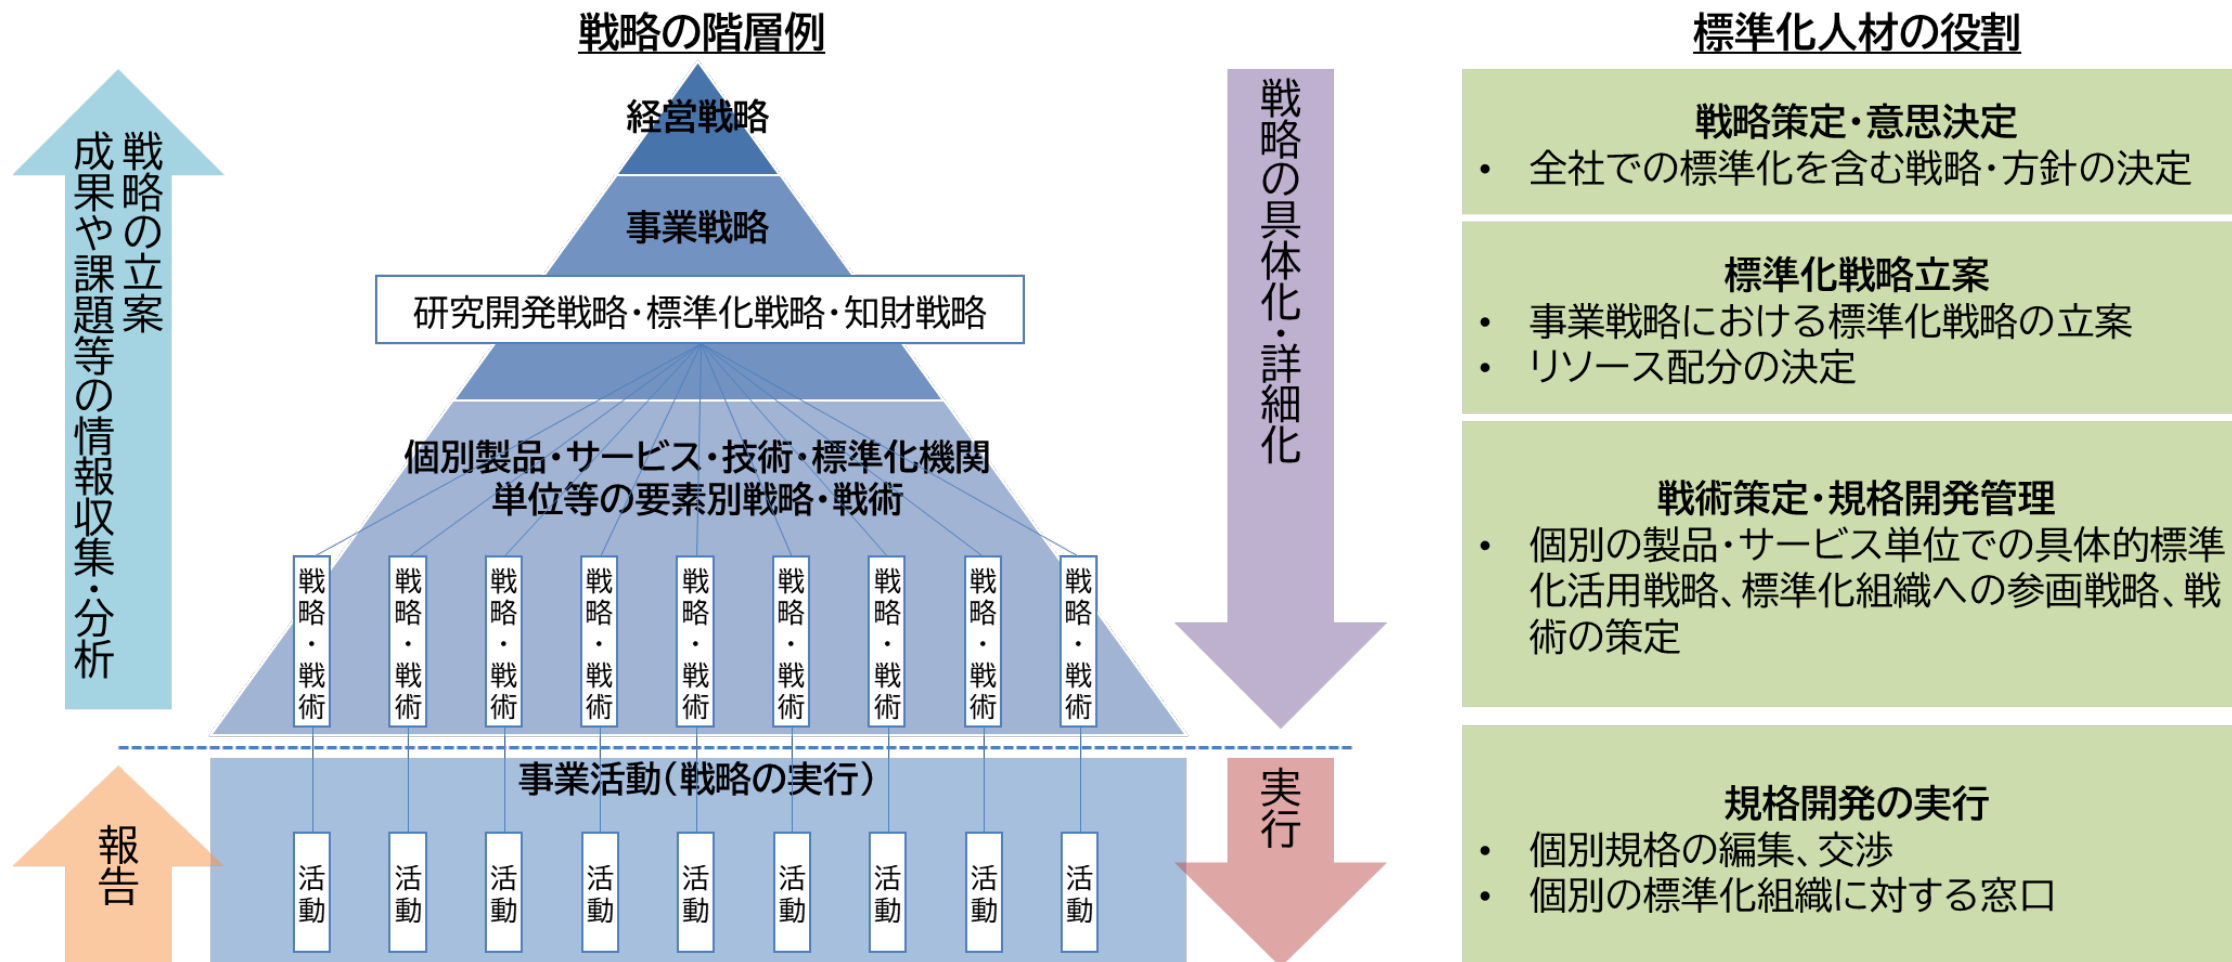 戦略の階層例
標準化人材の役割
戦略の立案
成果や課題等の情報収集・分析
報告
経営戦略
事業戦略
研究開発戦略・標準化戦略・知財戦略
個別製品・サービス・技術・標準化機関
単位等の要素別戦略・戦術
戦略・戦術
戦略・戦術
戦略・戦術
戦略・戦術
戦略・戦術
戦略・戦術
戦略・戦術
戦略・戦術
戦略・戦術
事業活動（戦略の実行）
活動
活動
活動
活動
活動
活動
活動
活動
活動
戦略の具体化・詳細化
実行
戦略策定・意思決定
• 全社での標準化を含む戦略・方針の決定
標準化戦略立案
• 事業戦略における標準化戦略の立案
• リソース配分の決定
戦術策定・規格開発管理
• 個別の製品・サービス単位での具体的標準
化活用戦略、標準化組織への参画戦略、戦
術の策定
規格開発の実行
• 個別規格の編集、交渉
• 個別の標準化組織に対する窓口